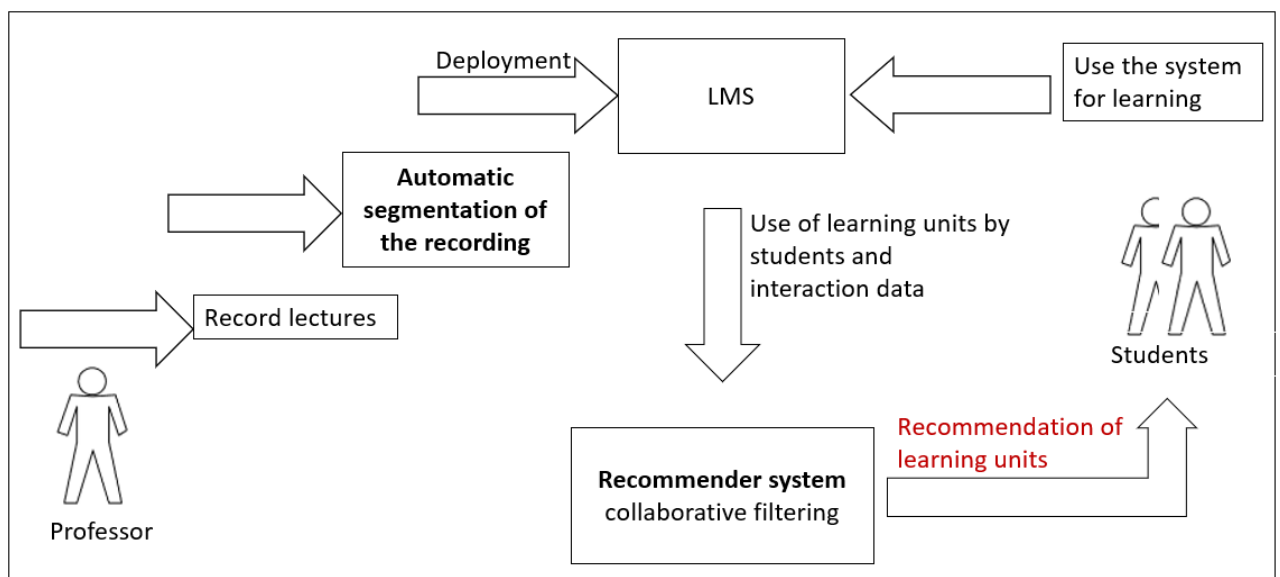 Deployment
LMS
Use the system
for learning
Automatic
segmentation of
the recording
Use of learning units by
students and
interaction data
Record lectures
Students
Professor
Recommendation of
learning units
Recommender system
collaborative filtering